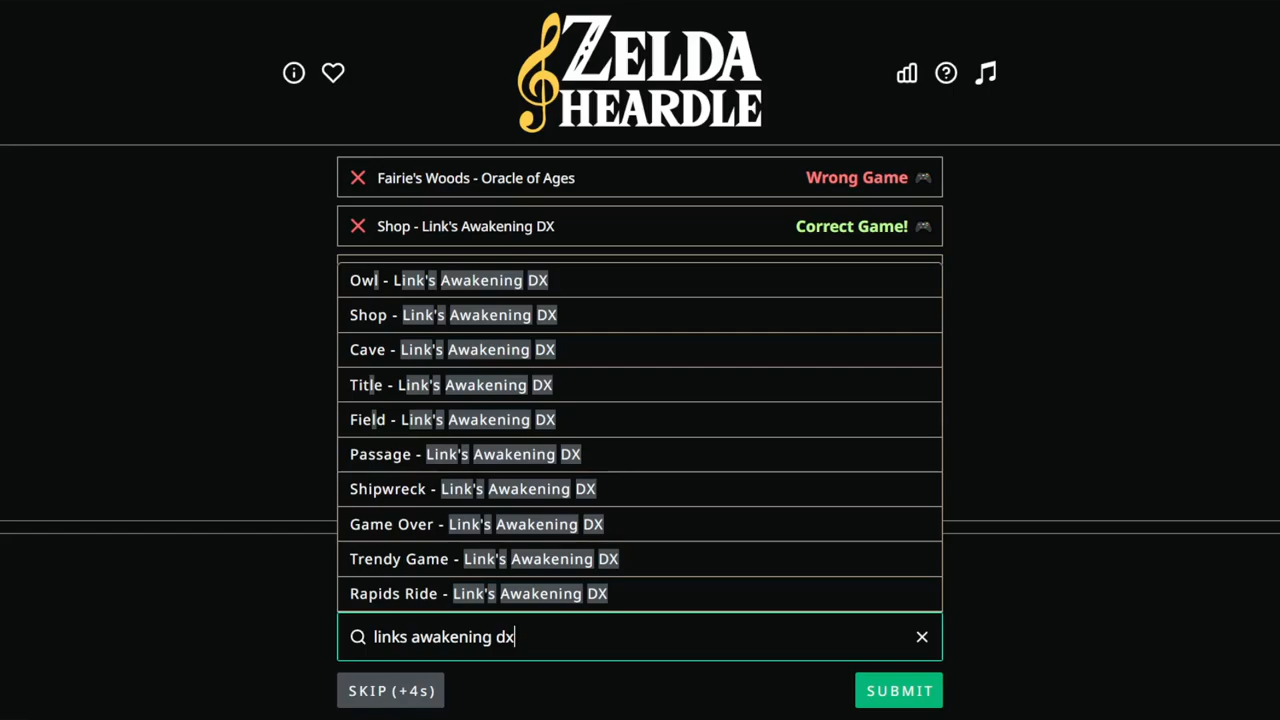 ZELDA
HEARDLE
Fairie's Woods - Oracle of Ages Wrong Game
Shop - Link's Awakening DX Correct Game!
Owl - Link's Awakening DX
Shop - Link's Awakening DX
Cave - Link's Awakening DX
Title - Link's Awakening DX
Field - Link's Awakening DX
Passage - Link's Awakening DX
Shipwreck - Link's Awakening DX
Game Over - Link's Awakening DX
Trendy Game - Link's Awakening DX
Rapids Ride - Link's Awakening DX
links awakening dx
SKIP (+4s) SUBMIT